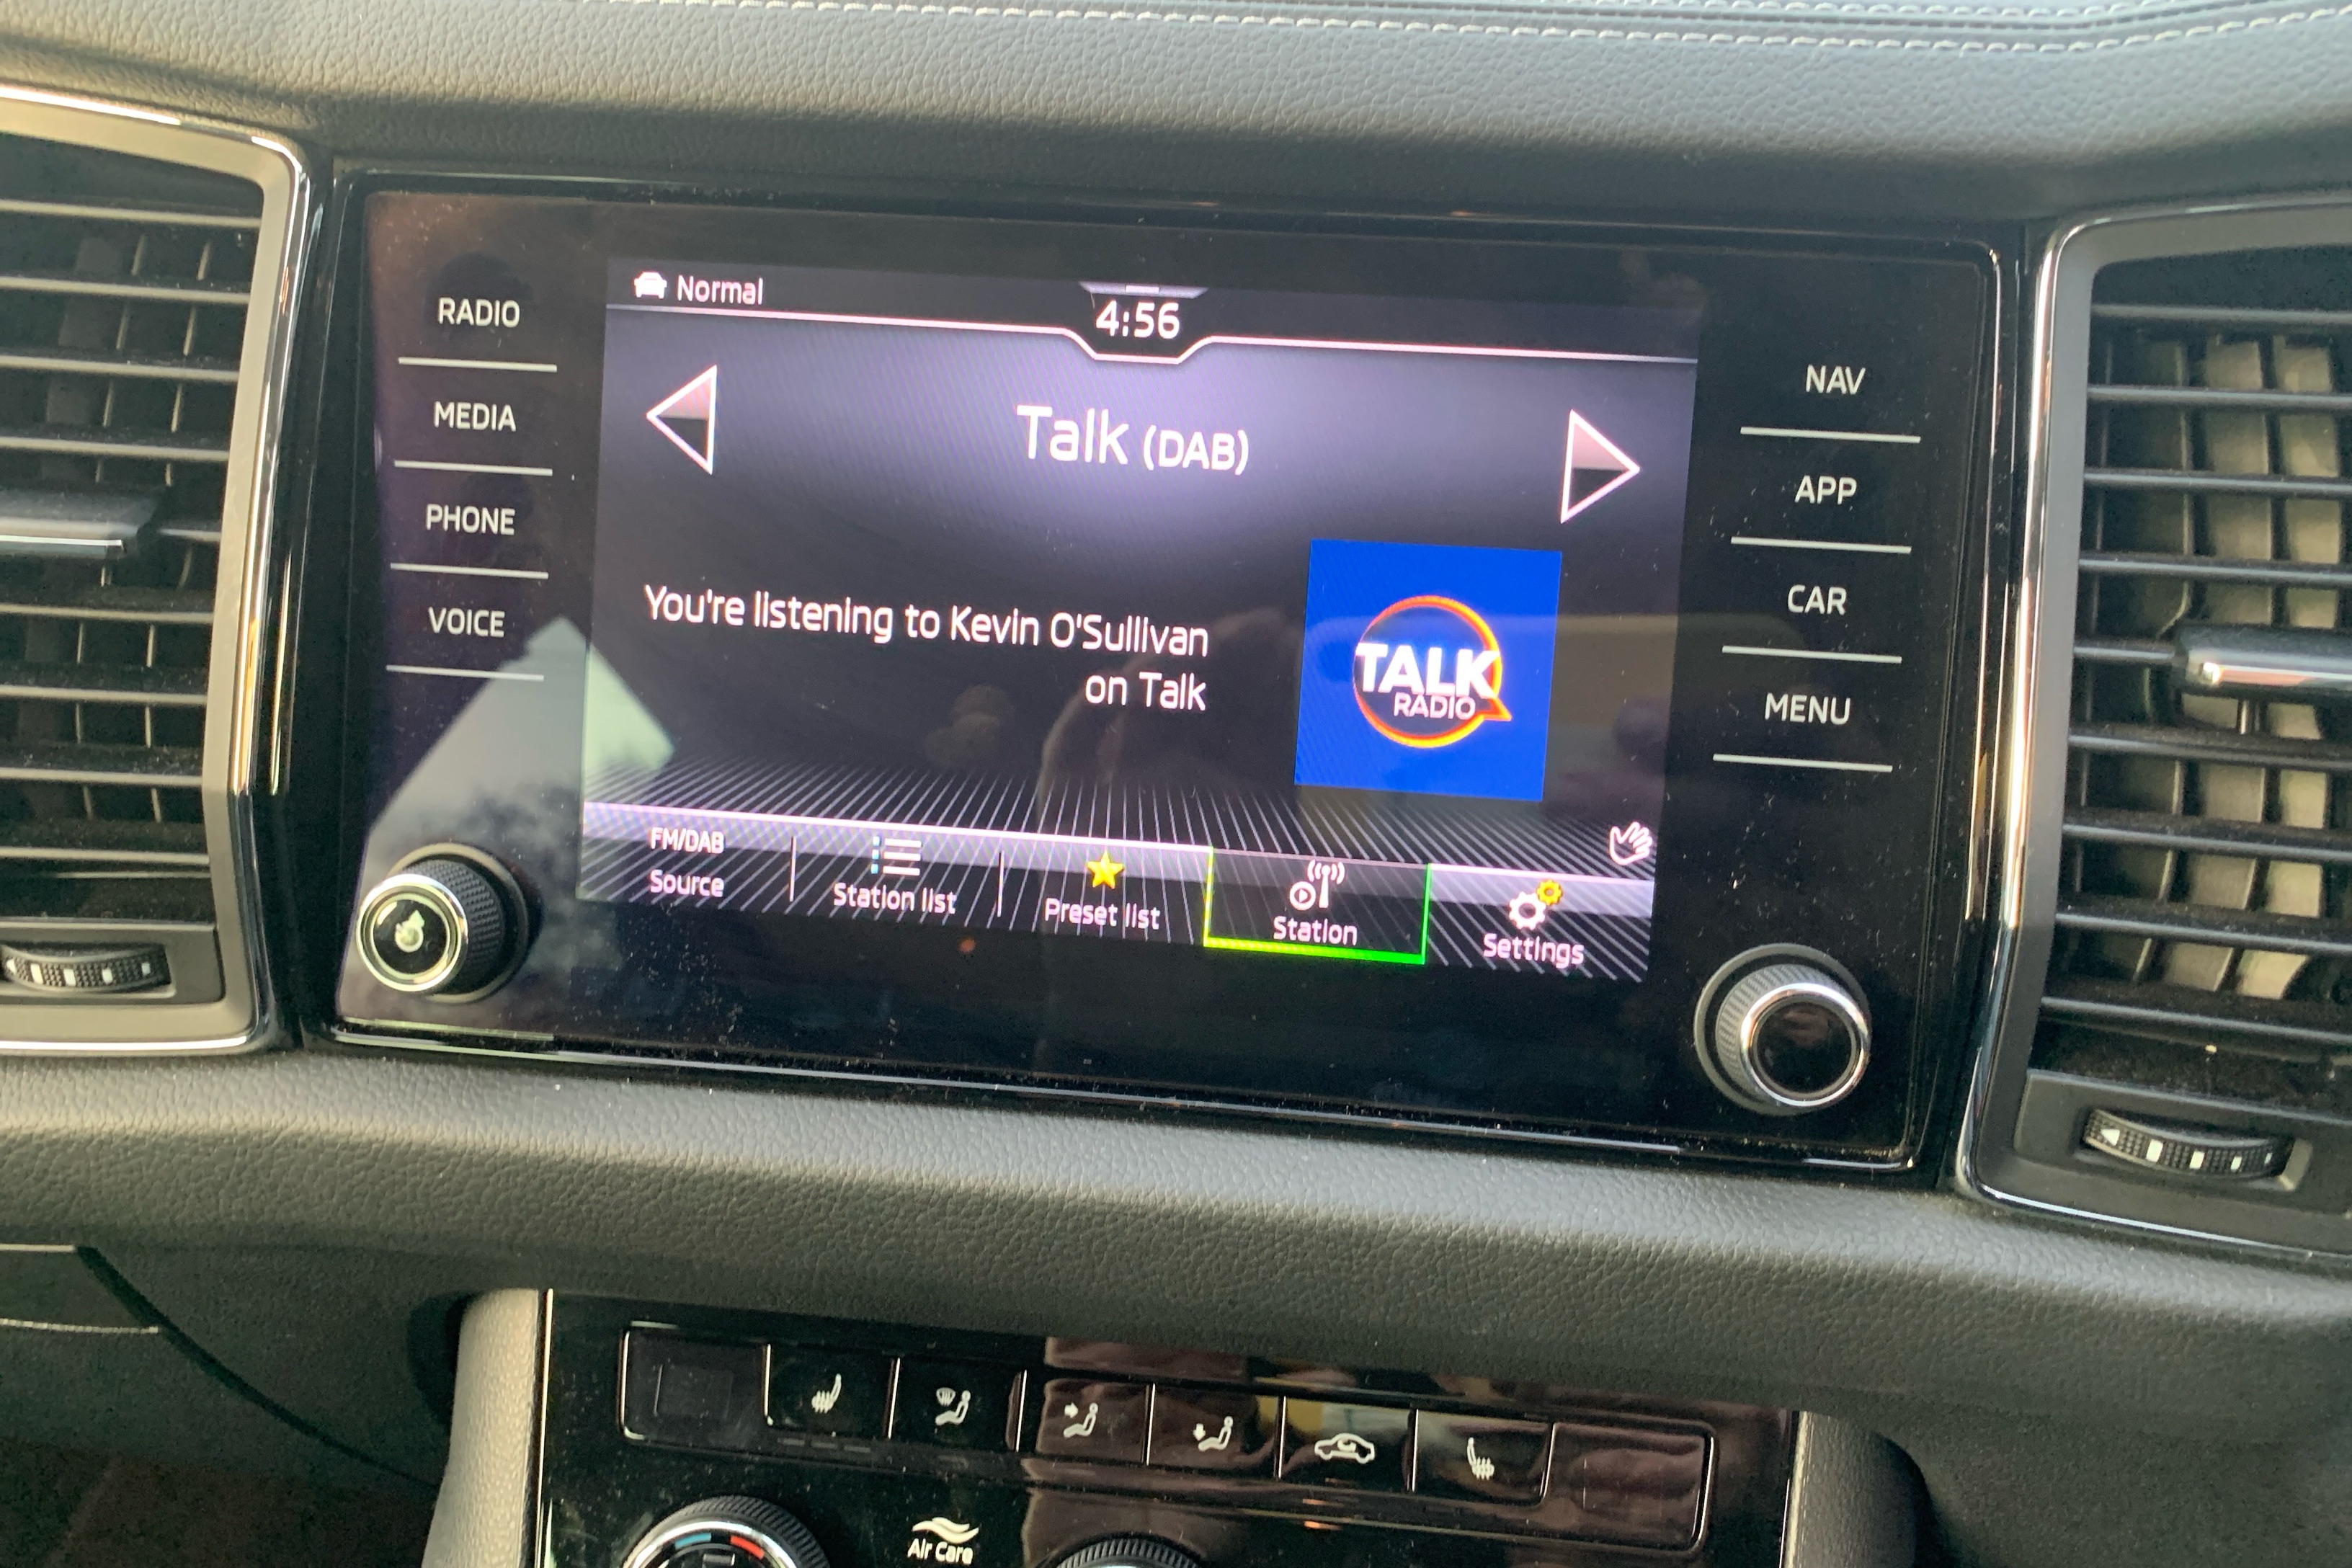 Normal
4:56
RADIO
MEDIA
PHONE
VOICE
Talk (DAB)
You're listening to Kevin O'Sullivan
on Talk
TALK
RADIO
NAV
APP
CAR
MENU
FM/DAB
Source
Station list
Preset list
Station
Settings
Air Care